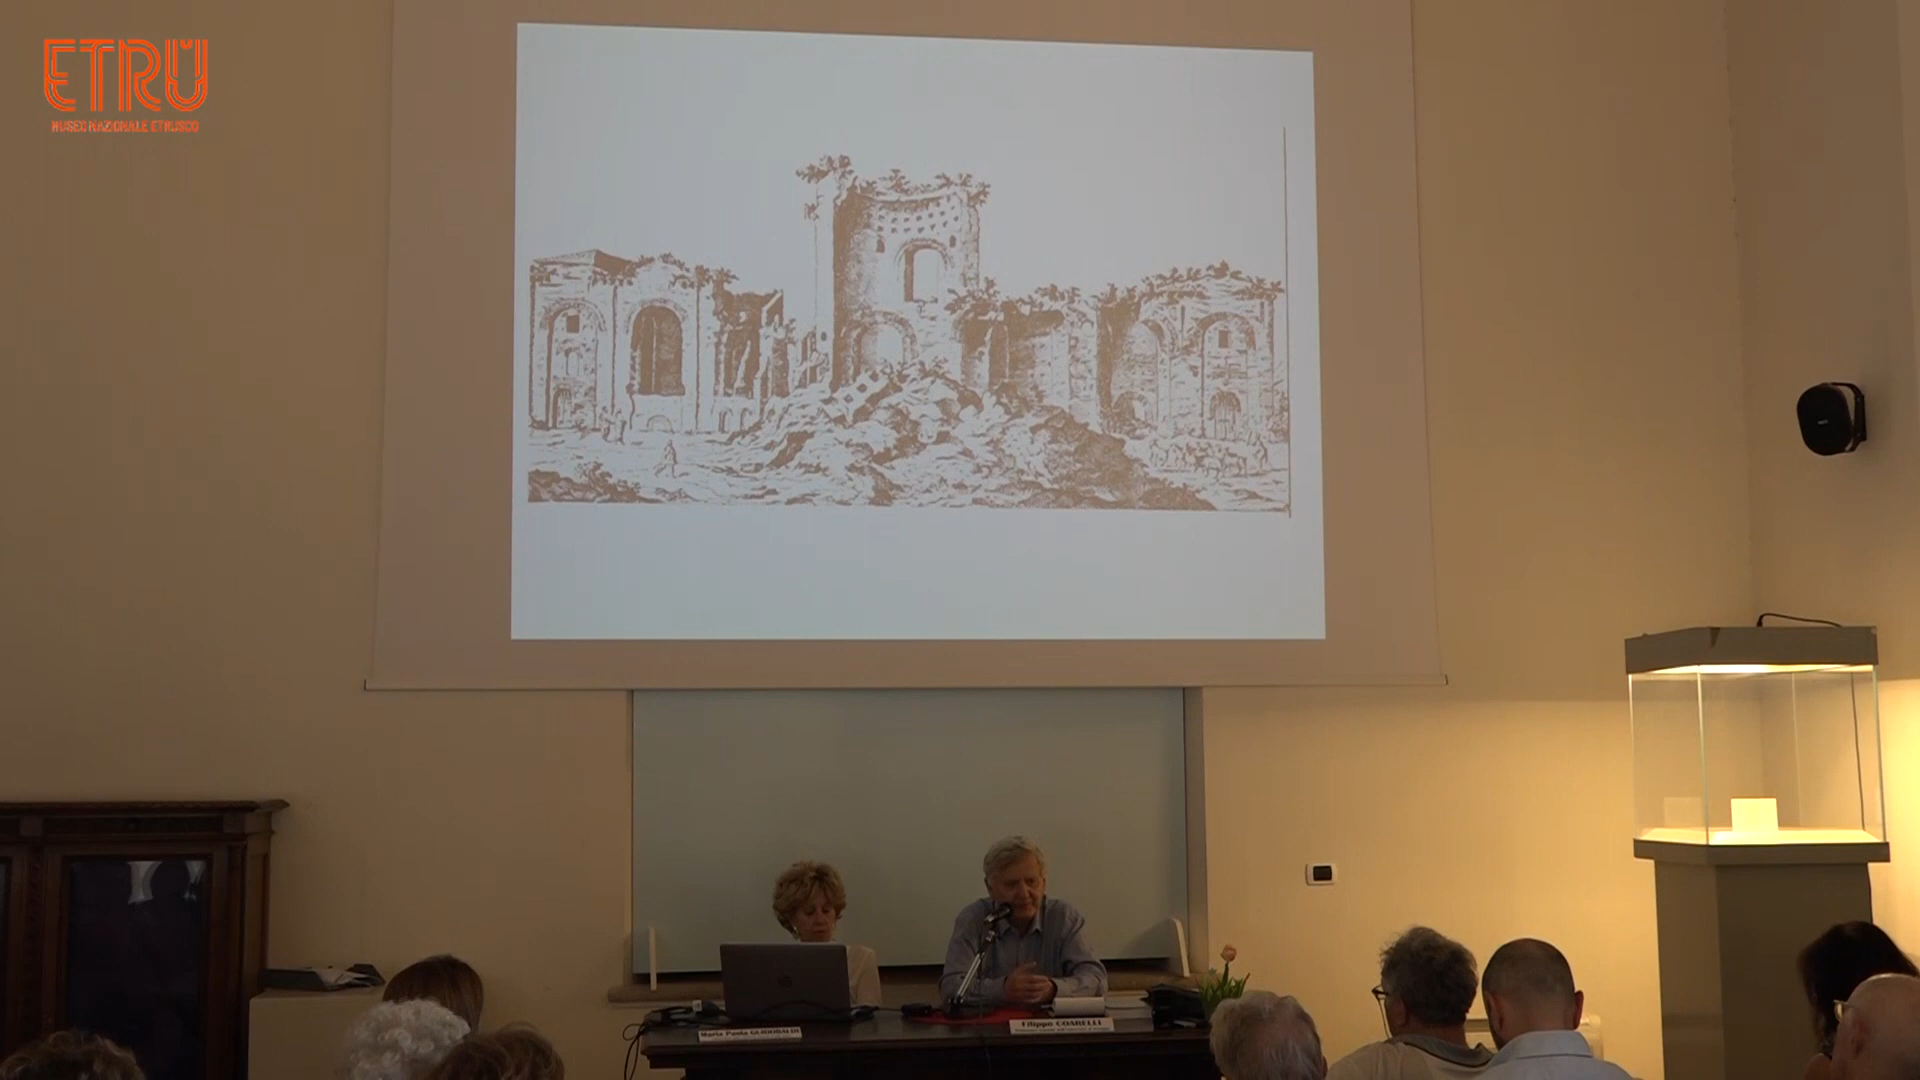 ETRU
MUSEO NAZIONALE ETRUSCO
Maria Paola GUIDOBALDI
Filippo COARELLI